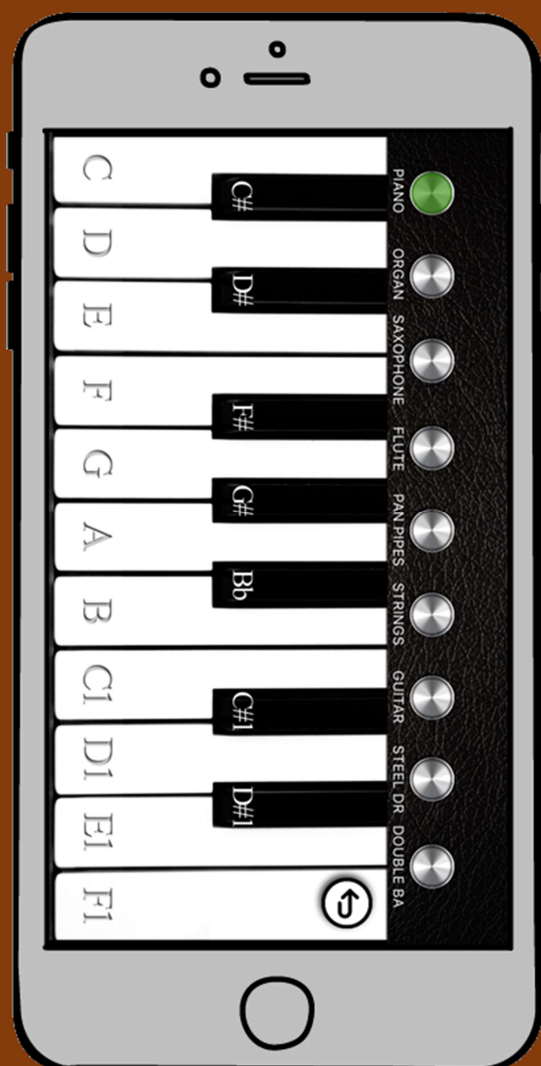 PIANO ORGAN SAXOPHONE FLUTE PAN PIPES STRINGS GUITAR STEEL DR DOUBLE BA
C# D# F# G# Bb C#1 D#1
C D E F G A B C1 D1 E1 F1